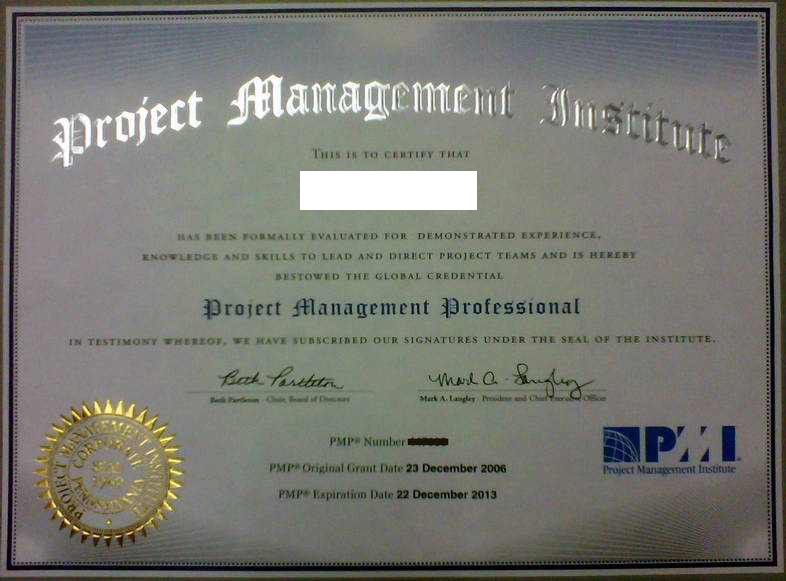 Project Management Institute
THIS IS TO CERTIFY THAT
HAS BEEN FORMALLY EVALUATED FOR DEMONSTRATED EXPERIENCE,
KNOWLEDGE AND SKILLS TO LEAD AND DIRECT PROJECT TEAMS AND IS HEREBY
BESTOWED THE GLOBAL CREDENTIAL
Project Management Professional
IN TESTIMONY WHEREOF, WE HAVE SUBSCRIBED OUR SIGNATURES UNDER THE SEAL OF THE INSTITUTE.
Beth Partleton Mark A. Langley
Beth Partleton - Chair, Board of Directors Mark A. Langley - President and Chief Executive Officer
PMP® Number
PMP® Original Grant Date 23 December 2006
PMP® Expiration Date 22 December 2013
PROJECT MANAGEMENT INSTITUTE
CORPORATE
SEAL
1969
PENNSYLVANIA
PMI
Project Management Institute